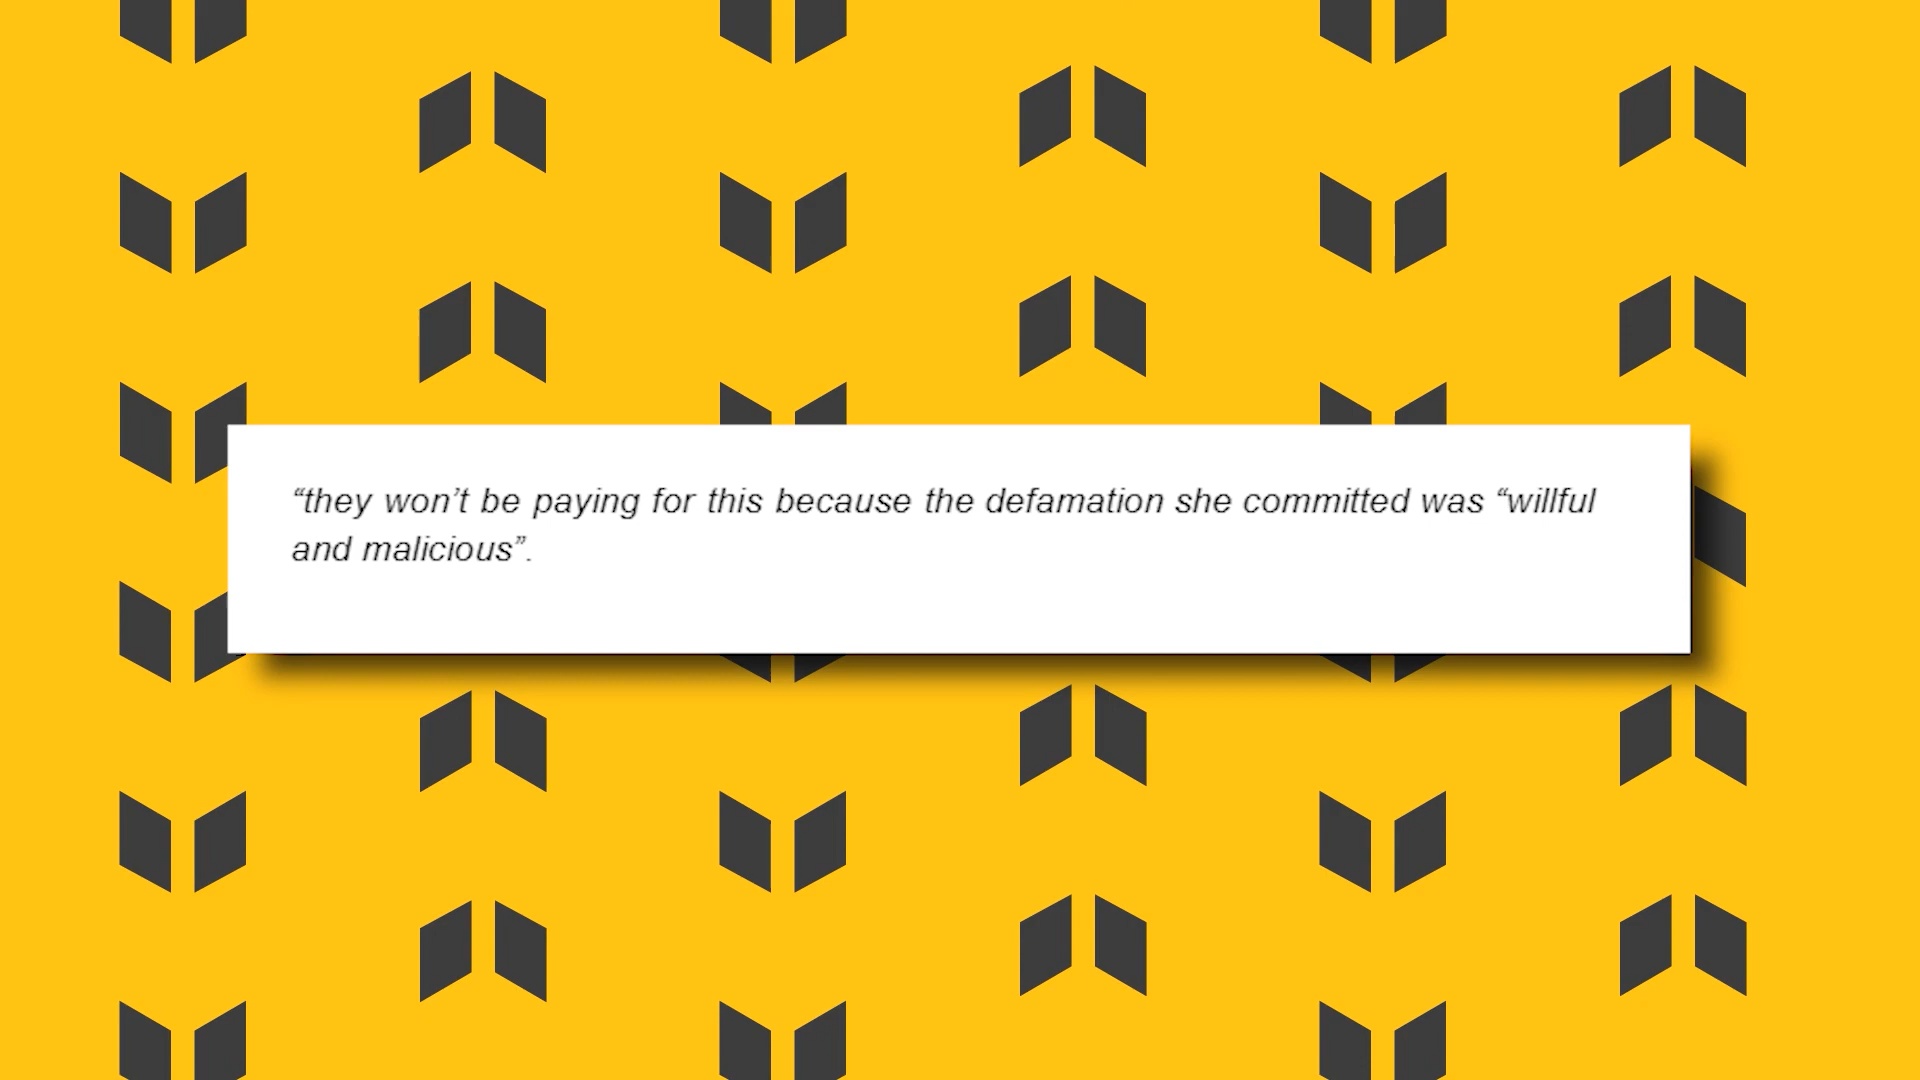 “they won’t be paying for this because the defamation she committed was “willful
and malicious”.